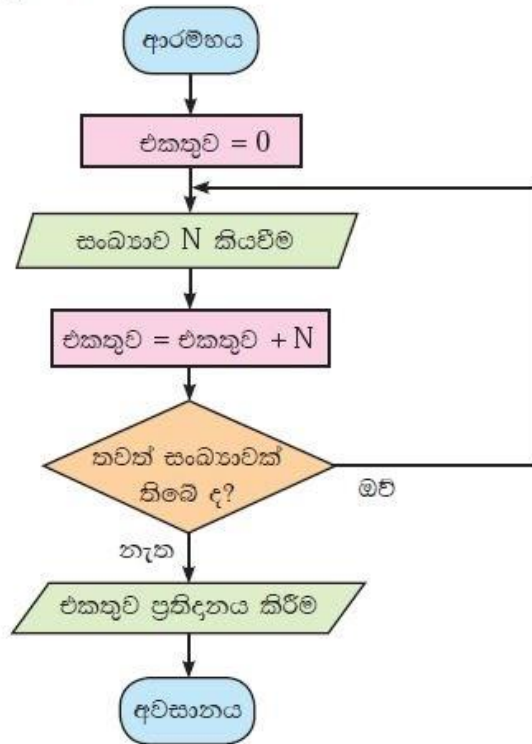 ආරම්භය
එකතුව = 0
සංඛ්‍යාව N කියවීම
එකතුව = එකතුව + N
තවත් සංඛ්‍යාවක්
තිබේ ද?
ඔව්
නැත
එකතුව ප්‍රතිදානය කිරීම
අවසානය